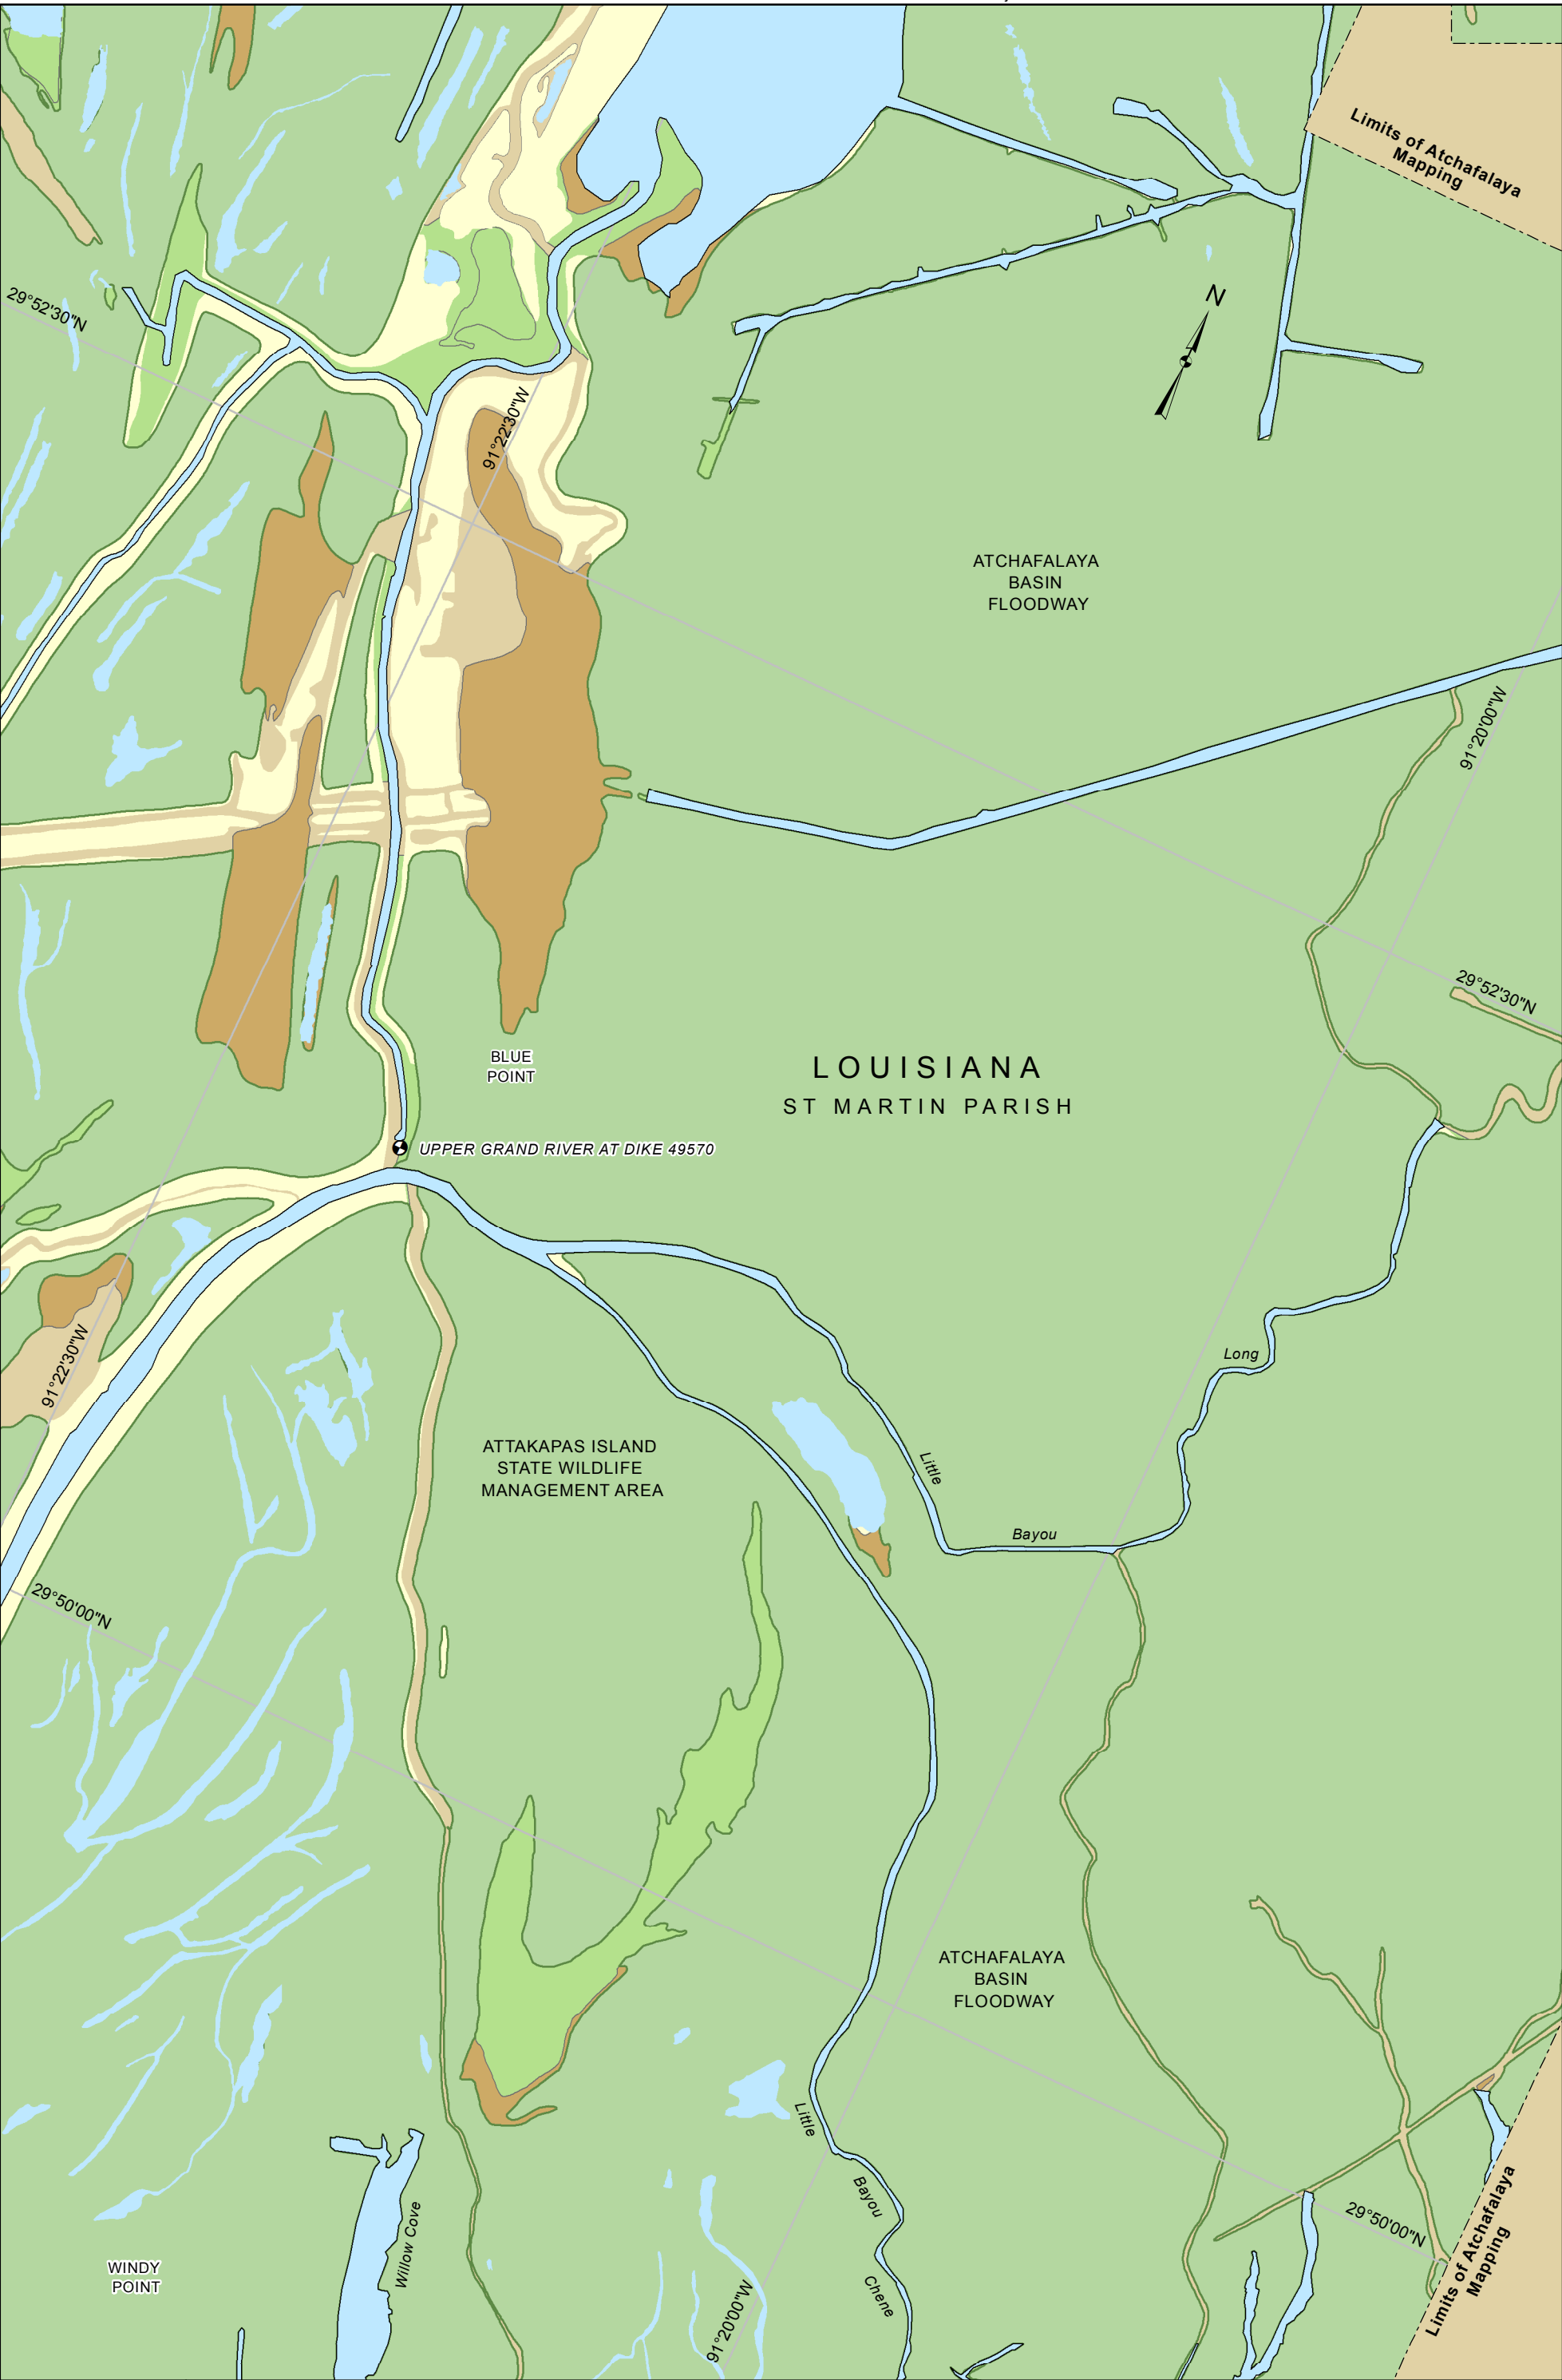 Limits of Atchafalaya
Mapping
N
29°52'30"N
91°22'30"W
ATCHAFALAYA
BASIN
FLOODWAY
91°20'00"W
29°52'30"N
BLUE
POINT
LOUISIANA
ST MARTIN PARISH
UPPER GRAND RIVER AT DIKE 49570
91°22'30"W
Long
ATTAKAPAS ISLAND
STATE WILDLIFE
MANAGEMENT AREA
Little
Bayou
29°50'00"N
ATCHAFALAYA
BASIN
FLOODWAY
Little
Bayou
Chene
Willow Cove
WINDY
POINT
91°20'00"W
29°50'00"N
Limits of Atchafalaya
Mapping